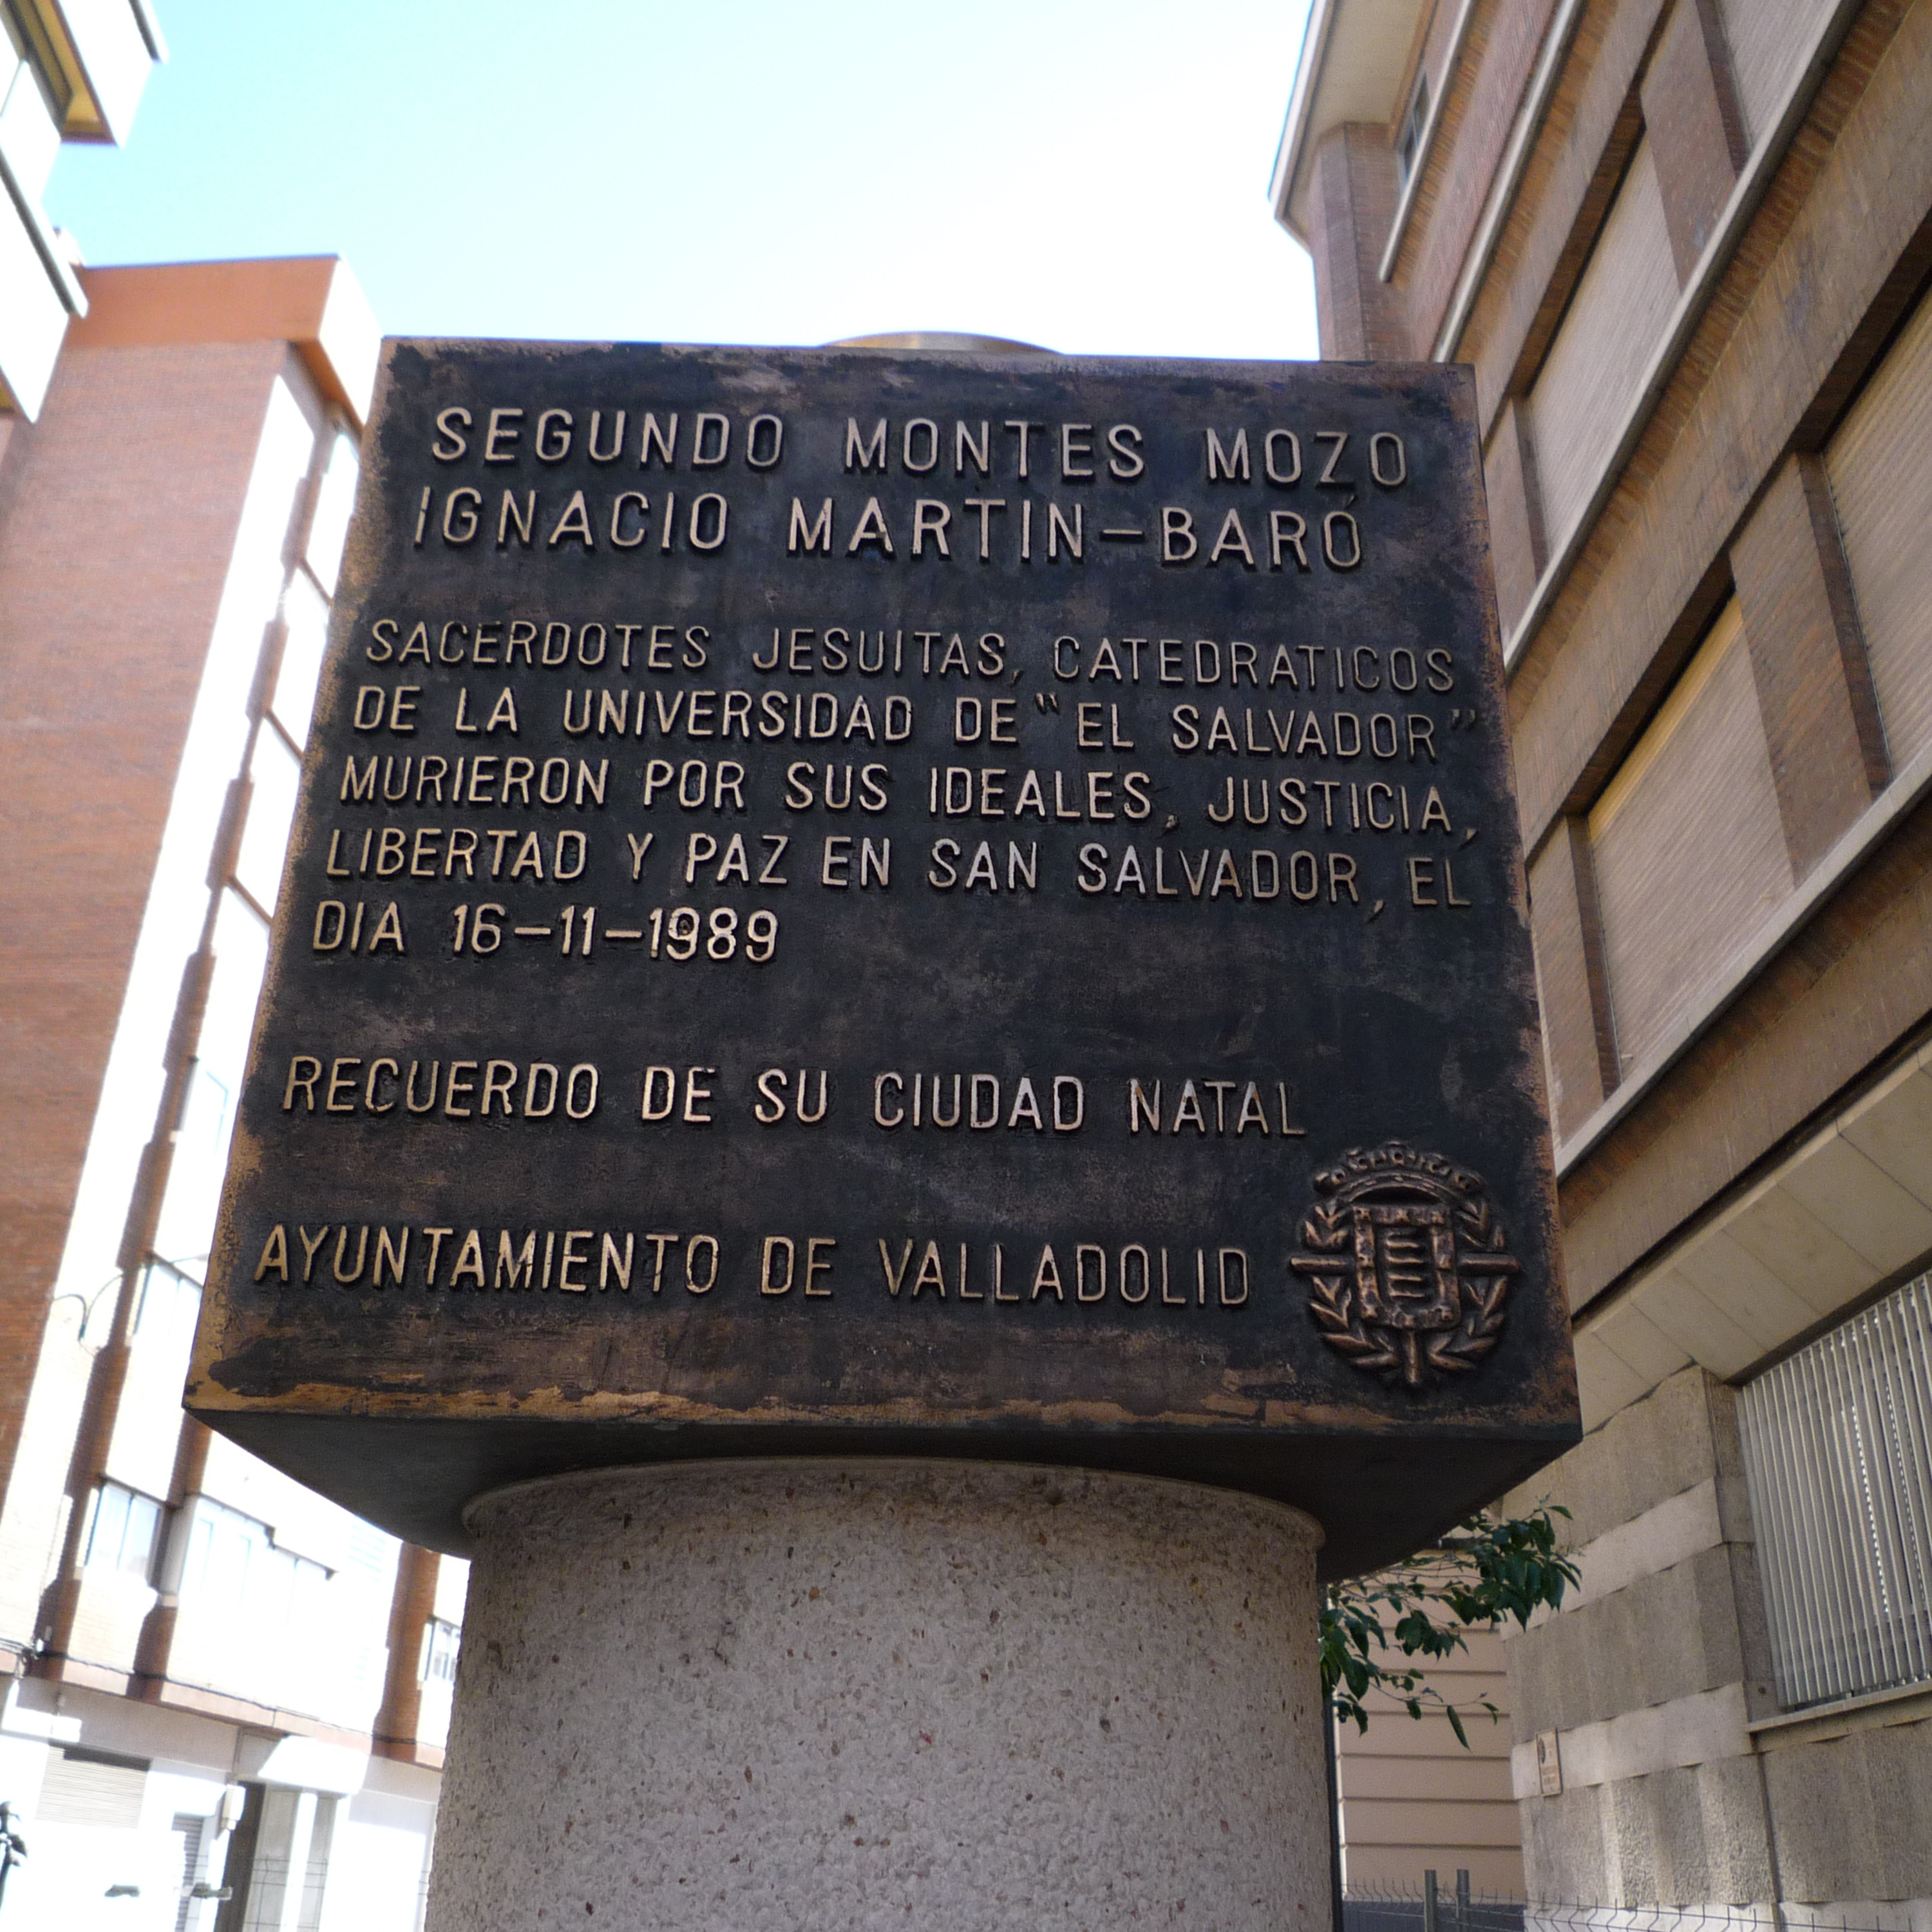 SEGUNDO MONTES MOZO
IGNACIO MARTIN-BARÓ
SACERDOTES JESUITAS, CATEDRATICOS
DE LA UNIVERSIDAD DE "EL SALVADOR"
MURIERON POR SUS IDEALES, JUSTICIA,
LIBERTAD Y PAZ EN SAN SALVADOR, EL
DIA 16-11-1989
RECUERDO DE SU CIUDAD NATAL
AYUNTAMIENTO DE VALLADOLID